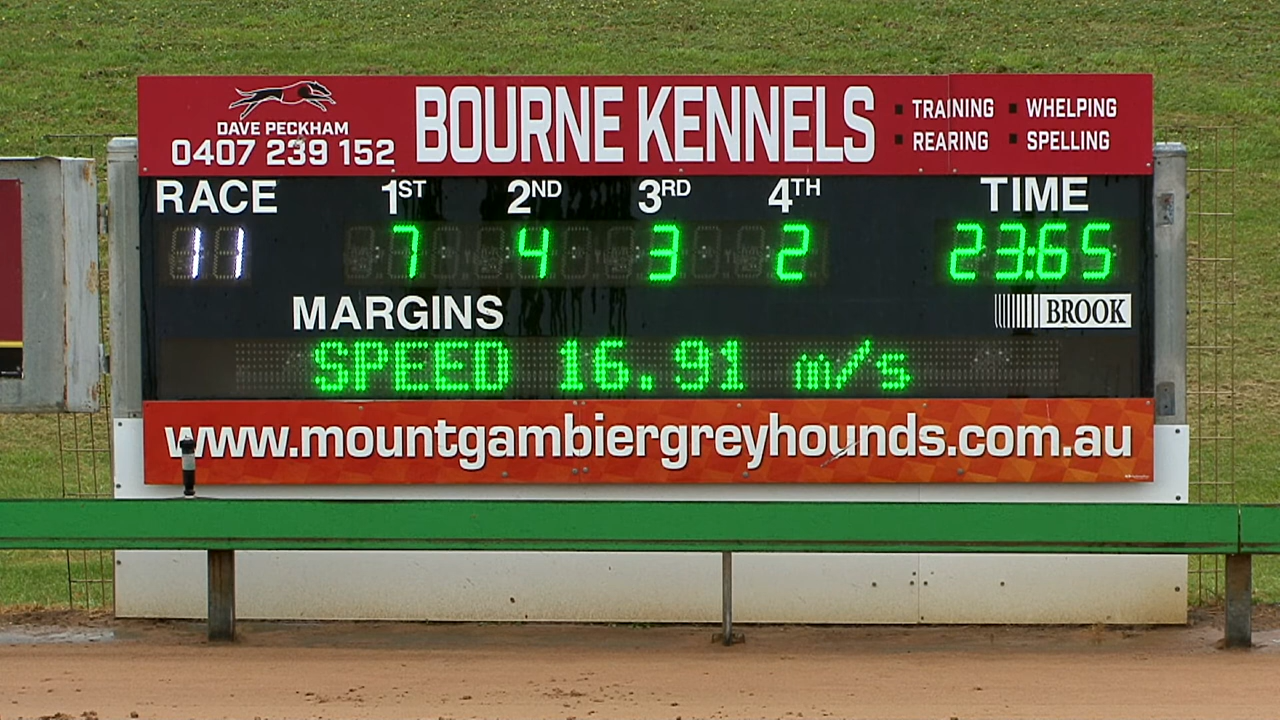 DAVE PECKHAM
0407 239 152
BOURNE KENNELS
▪ TRAINING ▪ WHELPING
▪ REARING ▪ SPELLING
RACE 1ST 2ND 3RD 4TH TIME
11 7 4 3 2 23:65
MARGINS
BROOK
SPEED 16.91 m/s
www.mountgambiergreyhounds.com.au